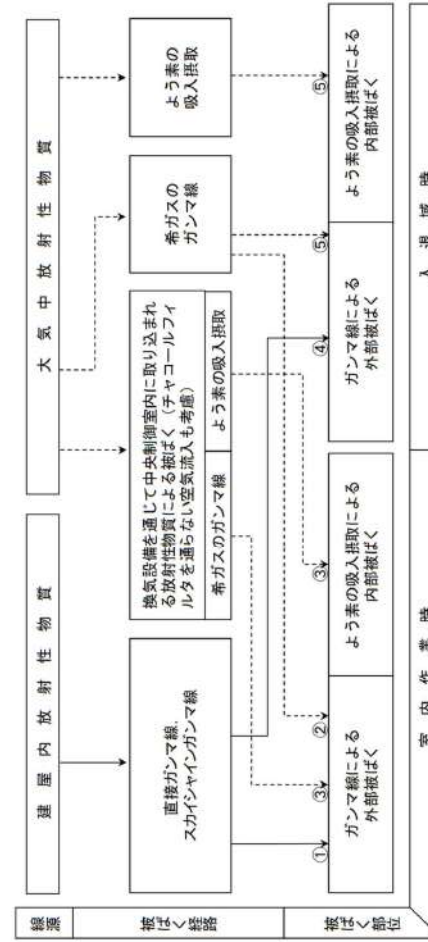 線源
建屋内放射性物質
大気中放射性物質
被ばく経路
直接ガンマ線,
スカイシャインガンマ線
換気設備を通じて中央制御室内に取り込まれ
る放射性物質による被ばく（チャコールフィ
ルタを通らない空気流入も考慮）
希ガスのガンマ線
よう素の吸入摂取
希ガスの
ガンマ線
よう素の
吸入摂取
被ばく部位
①
③
②
③
④
⑤
⑤
ガンマ線による
外部被ばく
よう素の吸入摂取による
内部被ばく
ガンマ線による
外部被ばく
よう素の吸入摂取による
内部被ばく
室内作業時
入退域時